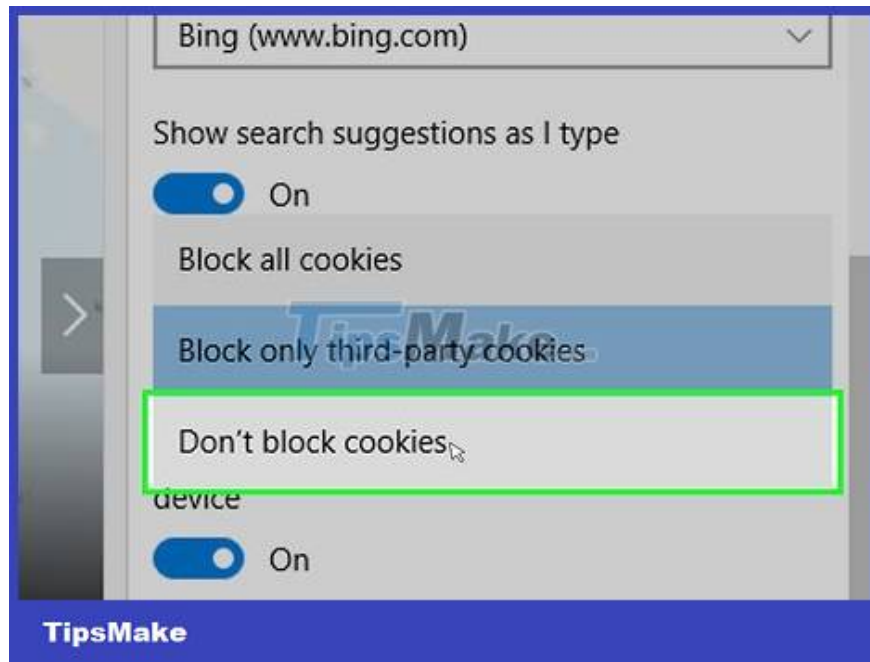 Bing (www.bing.com)
Show search suggestions as I type
On
Block all cookies
TipsMake
Block only third-party cookies
Don't block cookies
device
On
TipsMake